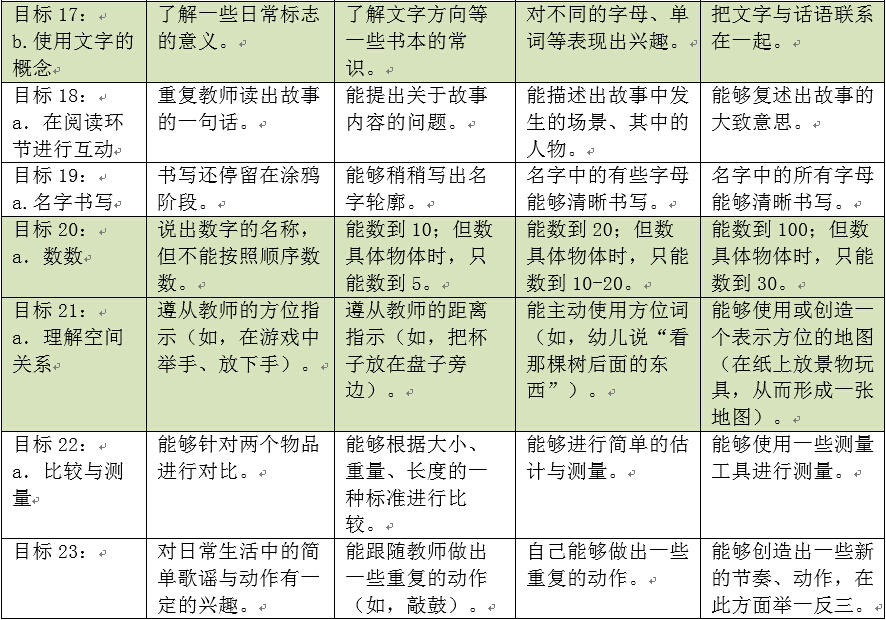 目标 17：
b.使用文字的
概念
了解一些日常标志
的意义。
了解文字方向等
一些书本的常
识。
对不同的字母、单
词等表现出兴趣。
把文字与话语联系
在一起。
目标 18：
a．在阅读环
节进行互动
重复教师读出故事
的一句话。
能提出关于故事
内容的问题。
能描述出故事中发
生的场景、其中的
人物。
能够复述出故事的
大致意思。
目标 19：
a.名字书写
书写还停留在涂鸦
阶段。
能够稍稍写出名
字轮廓。
名字中的有些字母
能够清晰书写。
名字中的所有字母
能够清晰书写。
目标 20：
a．数数
说出数字的名称，
但不能按照顺序数
数。
能数到 10；但数
具体物体时，只
能数到 5。
能数到 20；但数
具体物体时，只能
数到 10-20。
能数到 100；但数
具体物体时，只能
数到 30。
目标 21：
a．理解空间
关系
遵从教师的方位指
示（如，在游戏中
举手、放下手）。
遵从教师的距离
指示（如，把杯
子放在盘子旁
边）。
能主动使用方位词
（如，幼儿说“看
那棵树后面的东
西”）。
能够使用或创造一
个表示方位的地图
（在纸上放景物玩
具，从而形成一张
地图）。
目标 22：
a．比较与测
量
能够针对两个物品
进行对比。
能够根据大小、
重量、长度的一
种标准进行比
较。
能够进行简单的估
计与测量。
能够使用一些测量
工具进行测量。
目标 23：
对日常生活中的简
单歌谣与动作有一
定的兴趣。
能跟随教师做出
一些重复的动作
（如，敲鼓）。
自己能够做出一些
重复的动作。
能够创造出一些新
的节奏、动作，在
此方面举一反三。